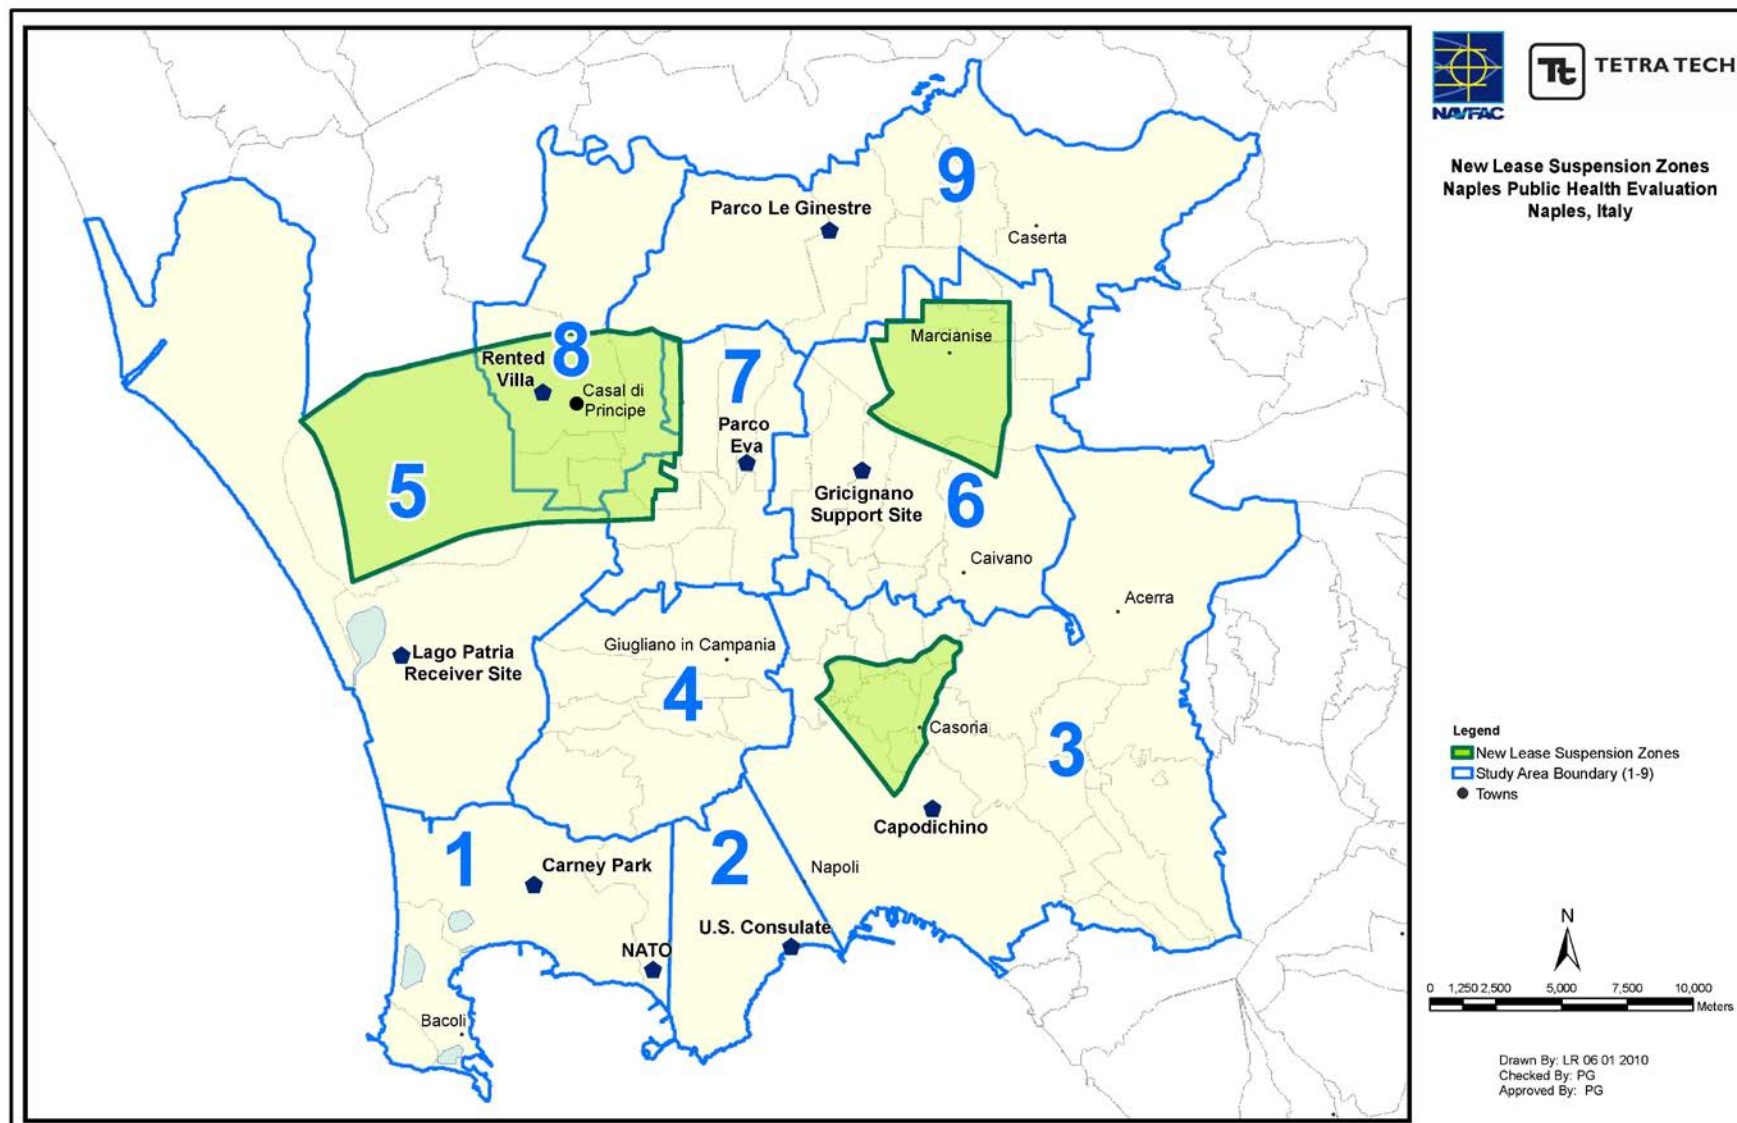 NAVFAC
Tt
TETRA TECH
New Lease Suspension Zones
Naples Public Health Evaluation
Naples, Italy
9
Parco Le Ginestre
Caserta
8
Marcianise
Rented
Villa
7
Casal di
Principe
Parco
Eva
5
Gricignano
Support Site
6
Caivano
Acerra
Lago Patria
Receiver Site
Giugliano in Campania
4
Casoria
3
Capodichino
1
Carney Park
2
Napoli
U.S. Consulate
NATO
Bacoli
Legend
New Lease Suspension Zones
Study Area Boundary (1-9)
Towns
N
0 1,250 2,500 5,000 7,500 10,000
Meters
Drawn By: LR 06 01 2010
Checked By: PG
Approved By: PG